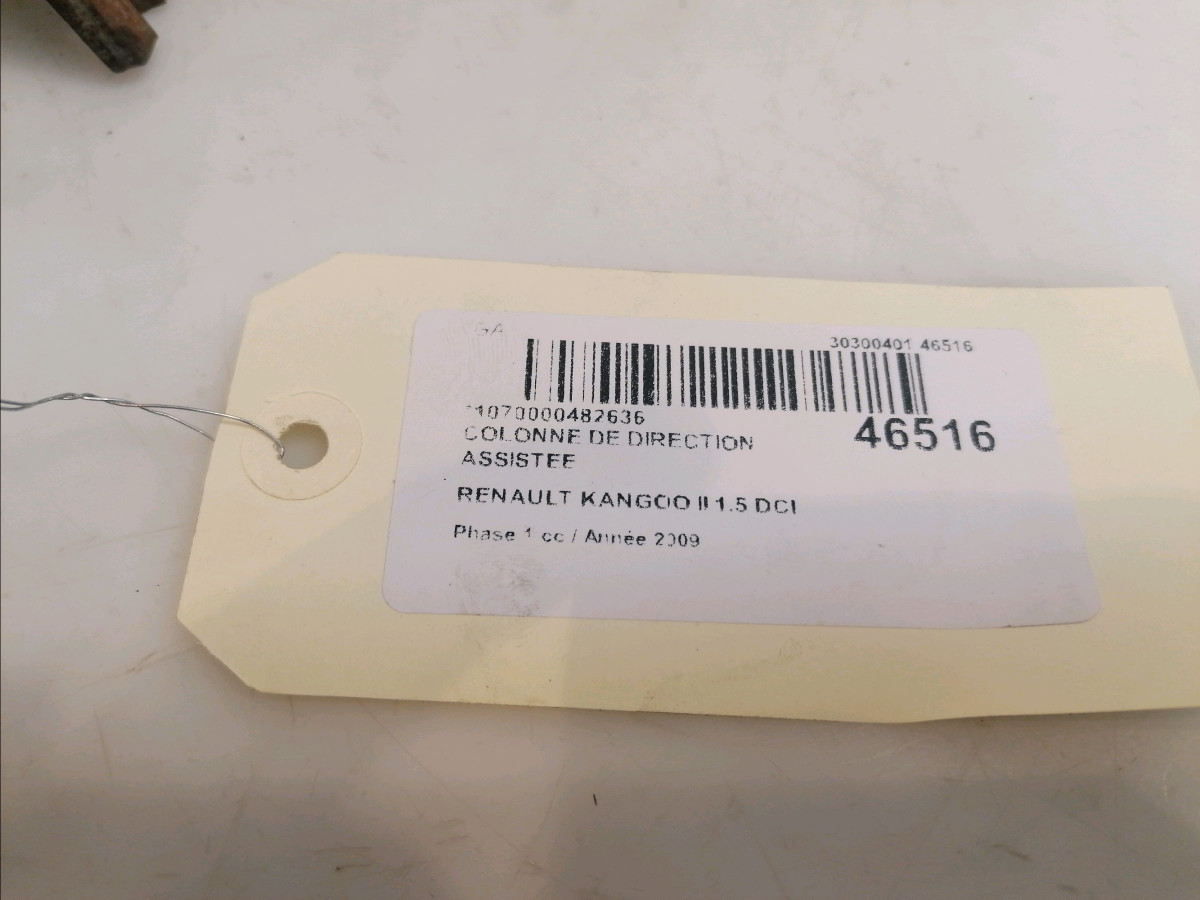 30300401 46516
*1070000482636
46516
COLONNE DE DIRECTION
ASSISTEE
RENAULT KANGOO II 1.5 DCI
Phase 1 cc / Année 2009